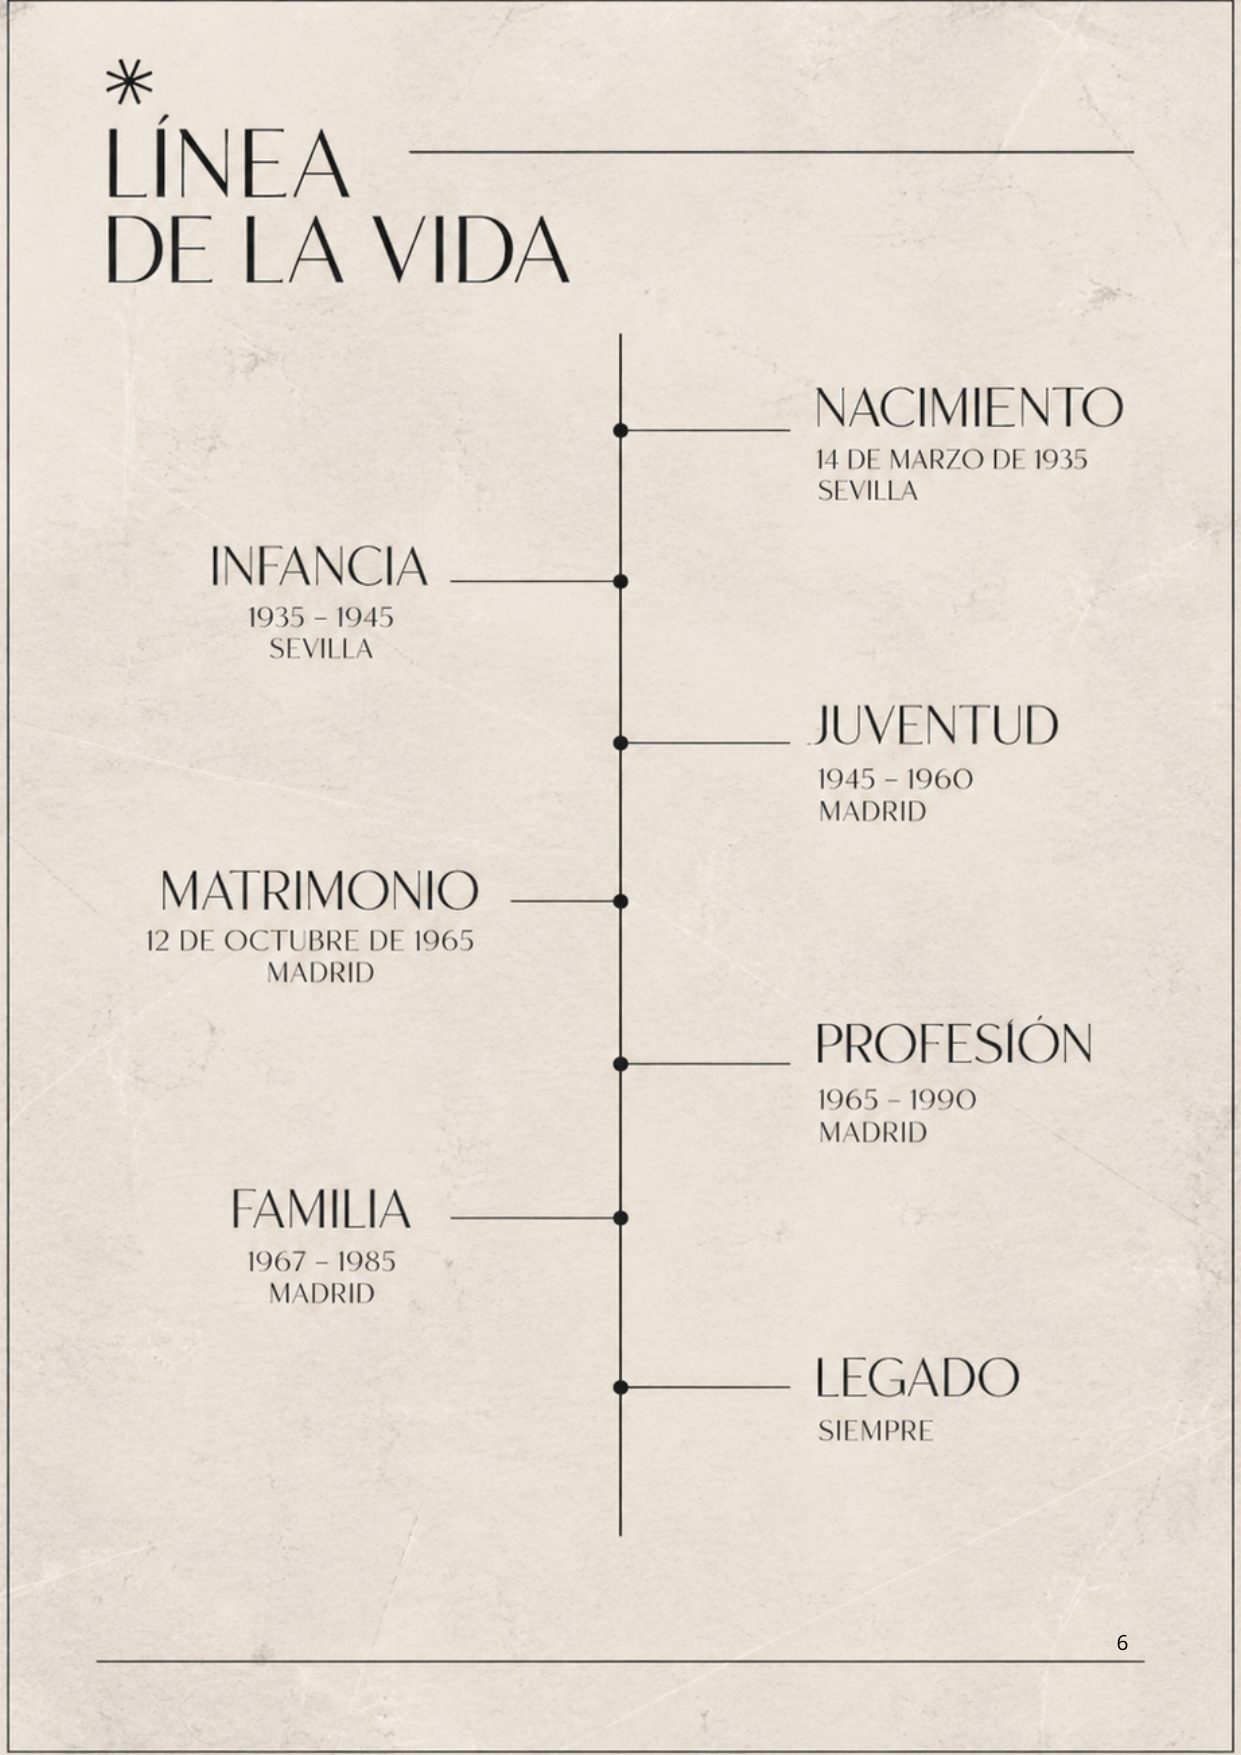 LÍNEA
DE LA VIDA
NACIMIENTO
14 DE MARZO DE 1935
SEVILLA
INFANCIA
1935 – 1945
SEVILLA
JUVENTUD
1945 – 1960
MADRID
MATRIMONIO
12 DE OCTUBRE DE 1965
MADRID
PROFESÍÓN
1965 – 1990
MADRID
FAMILIA
1967 – 1985
MADRID
LEGADO
SIEMPRE
6